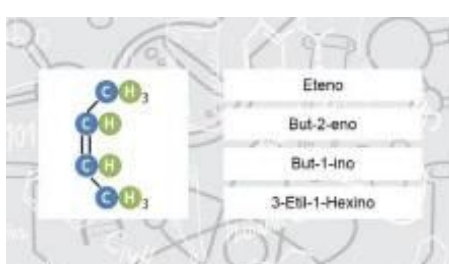 CH3
CH
CH
CH3
Eteno
But-2-eno
But-1-ino
3-Etil-1-Hexino